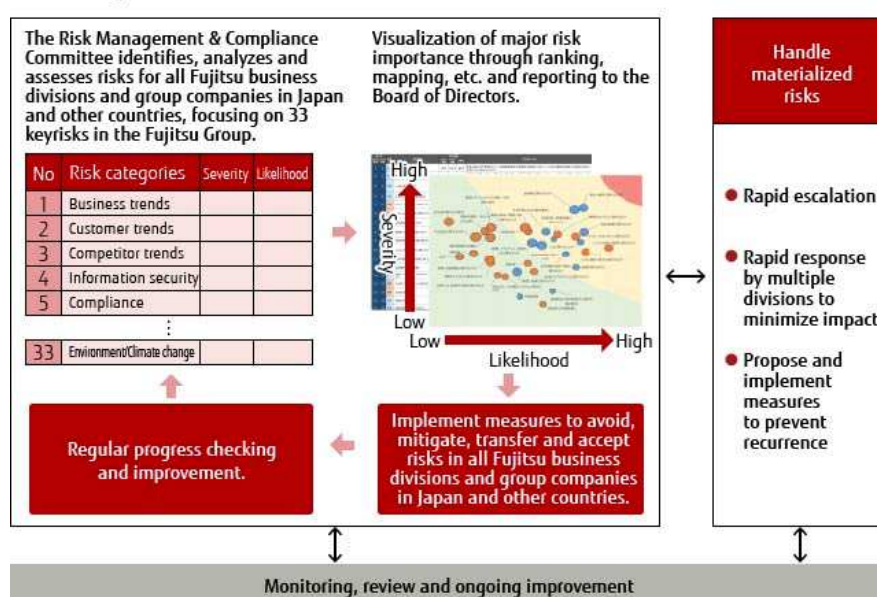 The Risk Management & Compliance
Committee identifies, analyzes and
assesses risks for all Fujitsu business
divisions and group companies in Japan
and other countries, focusing on 33
keyrisks in the Fujitsu Group.
No Risk categories Severity Likelihood
1 Business trends
2 Customer trends
3 Competitor trends
4 Information security
5 Compliance
⋮
33 Environment/Climate change
Visualization of major risk
importance through ranking,
mapping, etc. and reporting to the
Board of Directors.
High
Severity
Low
Low
High
Likelihood
Implement measures to avoid,
mitigate, transfer and accept
risks in all Fujitsu business
divisions and group companies
in Japan and other countries.
Regular progress checking
and improvement.
Handle
materialized
risks
● Rapid escalation
● Rapid response
by multiple
divisions to
minimize impact
● Propose and
implement
measures
to prevent
recurrence
Monitoring, review and ongoing improvement